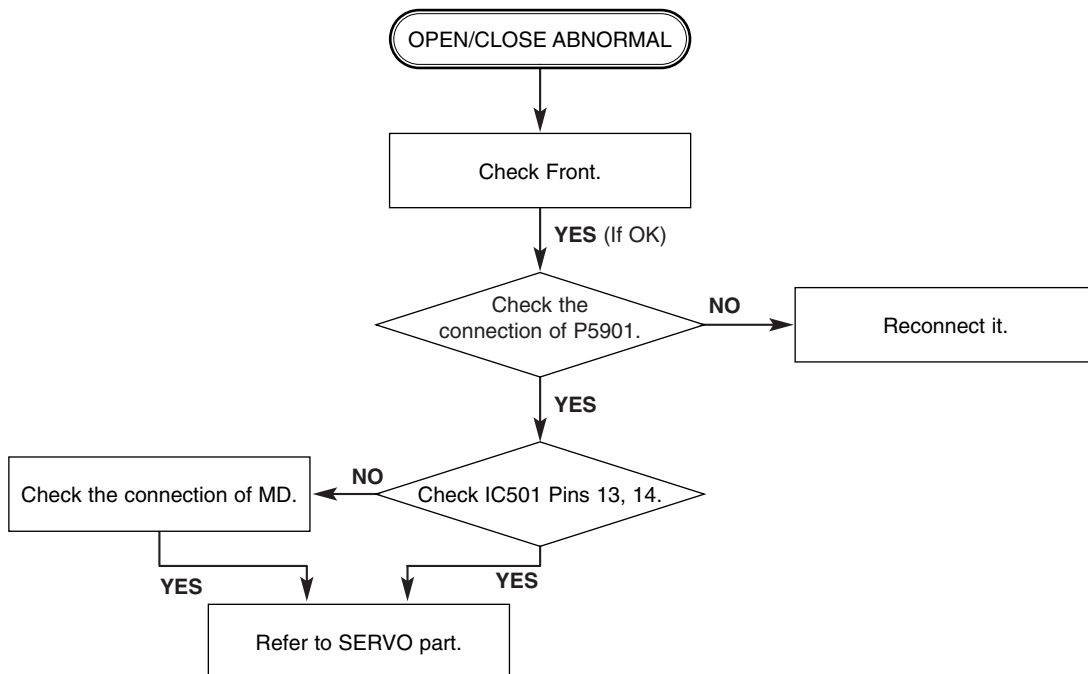 OPEN/CLOSE ABNORMAL
Check Front.
YES (If OK)
Check the
connection of P5901.
NO
Reconnect it.
YES
Check IC501 Pins 13, 14.
NO
Check the connection of MD.
YES
YES
Refer to SERVO part.